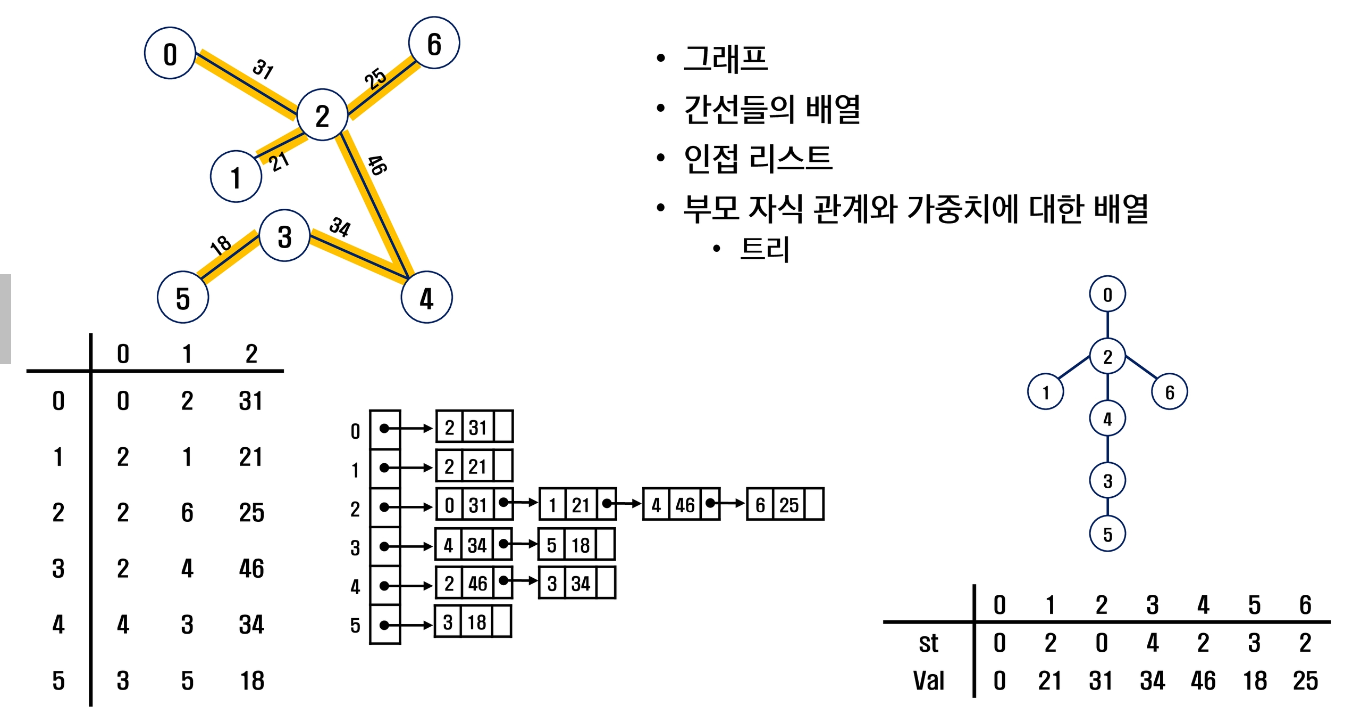 0
6
31
25
2
1
21
46
3
34
18
5
4
• 그래프
• 간선들의 배열
• 인접 리스트
• 부모 자식 관계와 가중치에 대한 배열
• 트리
0 1 2
0 0 2 31
1 2 1 21
2 2 6 25
3 2 4 46
4 4 3 34
5 3 5 18
0 2 31
1 2 21
2 0 31 1 21 4 46 6 25
3 4 34 5 18
4 2 46 3 34
5 3 18
0
2
1 6
4
3
5
0 1 2 3 4 5 6
st 0 2 0 4 2 3 2
Val 0 21 31 34 46 18 25